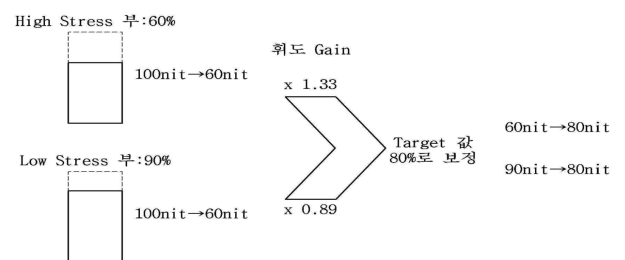 High Stress 부:60%
100nit→60nit
Low Stress 부:90%
100nit→60nit
휘도 Gain
x 1.33
x 0.89
Target 값
80%로 보정
60nit→80nit
90nit→80nit